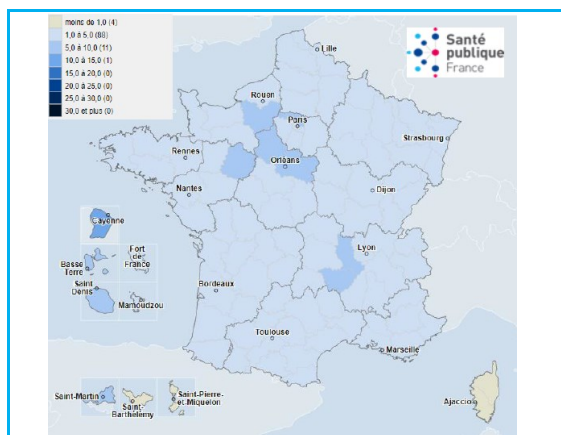 moins de 1,0 (4)
1,0 à 5,0 (88)
5,0 à 10,0 (11)
10,0 à 15,0 (1)
15,0 à 20,0 (0)
20,0 à 25,0 (0)
25,0 à 30,0 (0)
30,0 et plus (0)
Santé
publique
France
Lille
Rouen
Paris
Strasbourg
Rennes
Orléans
Nantes
Dijon
Cayenne
Lyon
Basse
Terre
Fort
de
France
Saint
Denis
Mamoudzou
Bordeaux
Toulouse
Marseille
Saint-Martin
Saint-
Barthélemy
Saint-Pierre
et-Miquelon
Ajaccio